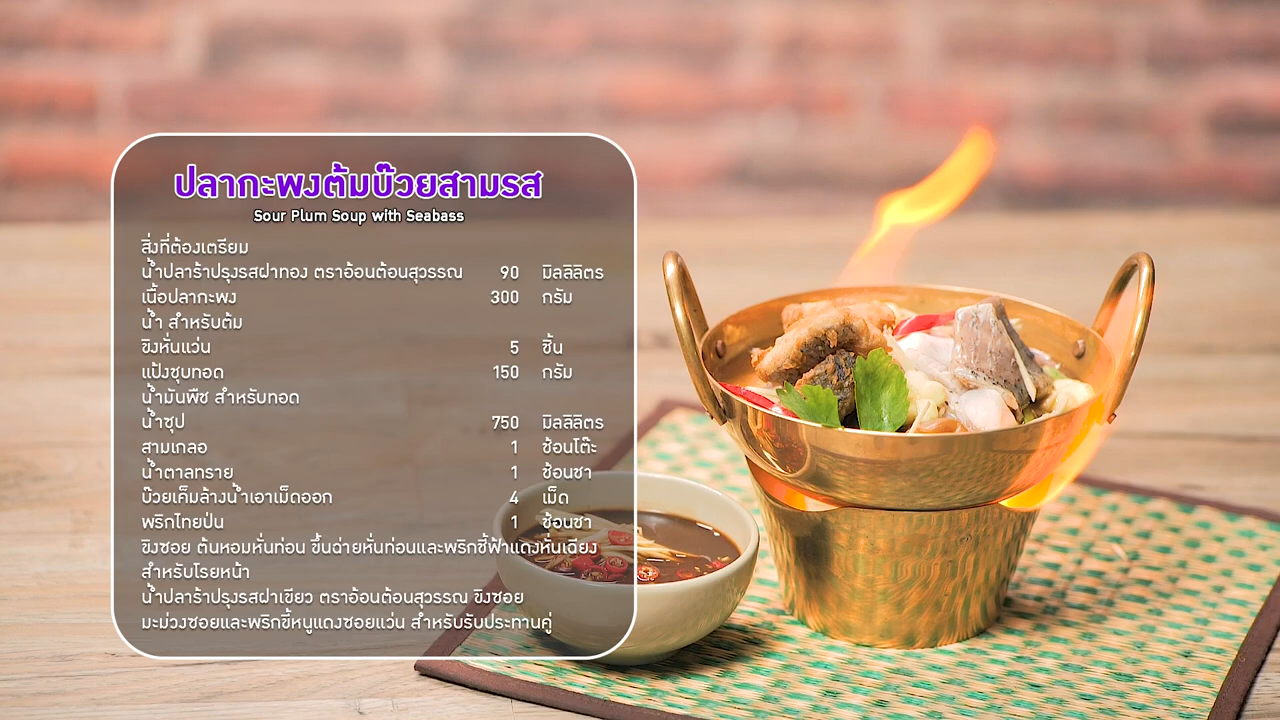 ปลากะพงต้มบ๊วยสามรส
Sour Plum Soup with Seabass
สิ่งที่ต้องเตรียม
น้ำปลาร้าปรุงรสฝาทอง ตราอ้อนต้อนสุวรรณ 90 มิลลิลิตร
เนื้อปลากะพง 300 กรัม
น้ำ สำหรับต้ม
ขิงหั่นแว่น 5 ชิ้น
แป้งชุบทอด 150 กรัม
น้ำมันพืช สำหรับทอด
น้ำซุป 750 มิลลิลิตร
สามเกลอ 1 ช้อนโต๊ะ
น้ำตาลทราย 1 ช้อนชา
บ๊วยเค็มล้างน้ำเอาเม็ดออก 4 เม็ด
พริกไทยป่น 1 ช้อนชา
ขิงซอย ต้นหอมหั่นท่อน ขึ้นฉ่ายหั่นท่อนและพริกชี้ฟ้าแดงหั่นเฉียง
สำหรับโรยหน้า
น้ำปลาร้าปรุงรสฝาเขียว ตราอ้อนต้อนสุวรรณ ขิงซอย
มะม่วงซอยและพริกขี้หนูแดงซอยแว่น สำหรับรับประทานคู่